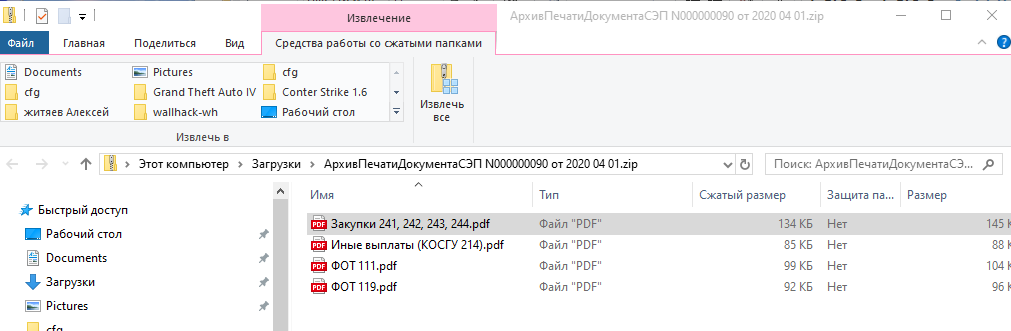 Извлечение
АрхивПечатиДокументаСЭП N000000090 от 2020 04 01.zip
Файл Главная Поделиться Вид Средства работы со сжатыми папками
Documents Pictures cfg
cfg Grand Theft Auto IV Conter Strike 1.6
житяев Алексей wallhack-wh Рабочий стол
Извлечь все
Извлечь в
Этот компьютер > Загрузки > АрхивПечатиДокументаСЭП N000000090 от 2020 04 01.zip
Поиск: АрхивПечатиДокументаСЭ...
Имя Тип Сжатый размер Защита па... Размер
Закупки 241, 242, 243, 244.pdf Файл "PDF" 134 КБ Нет 145 К
Иные выплаты (КОСГУ 214).pdf Файл "PDF" 85 КБ Нет 88 К
ФОТ 111.pdf Файл "PDF" 99 КБ Нет 104 К
ФОТ 119.pdf Файл "PDF" 92 КБ Нет 96 К
Быстрый доступ
Рабочий стол
Documents
Загрузки
Pictures
cfg